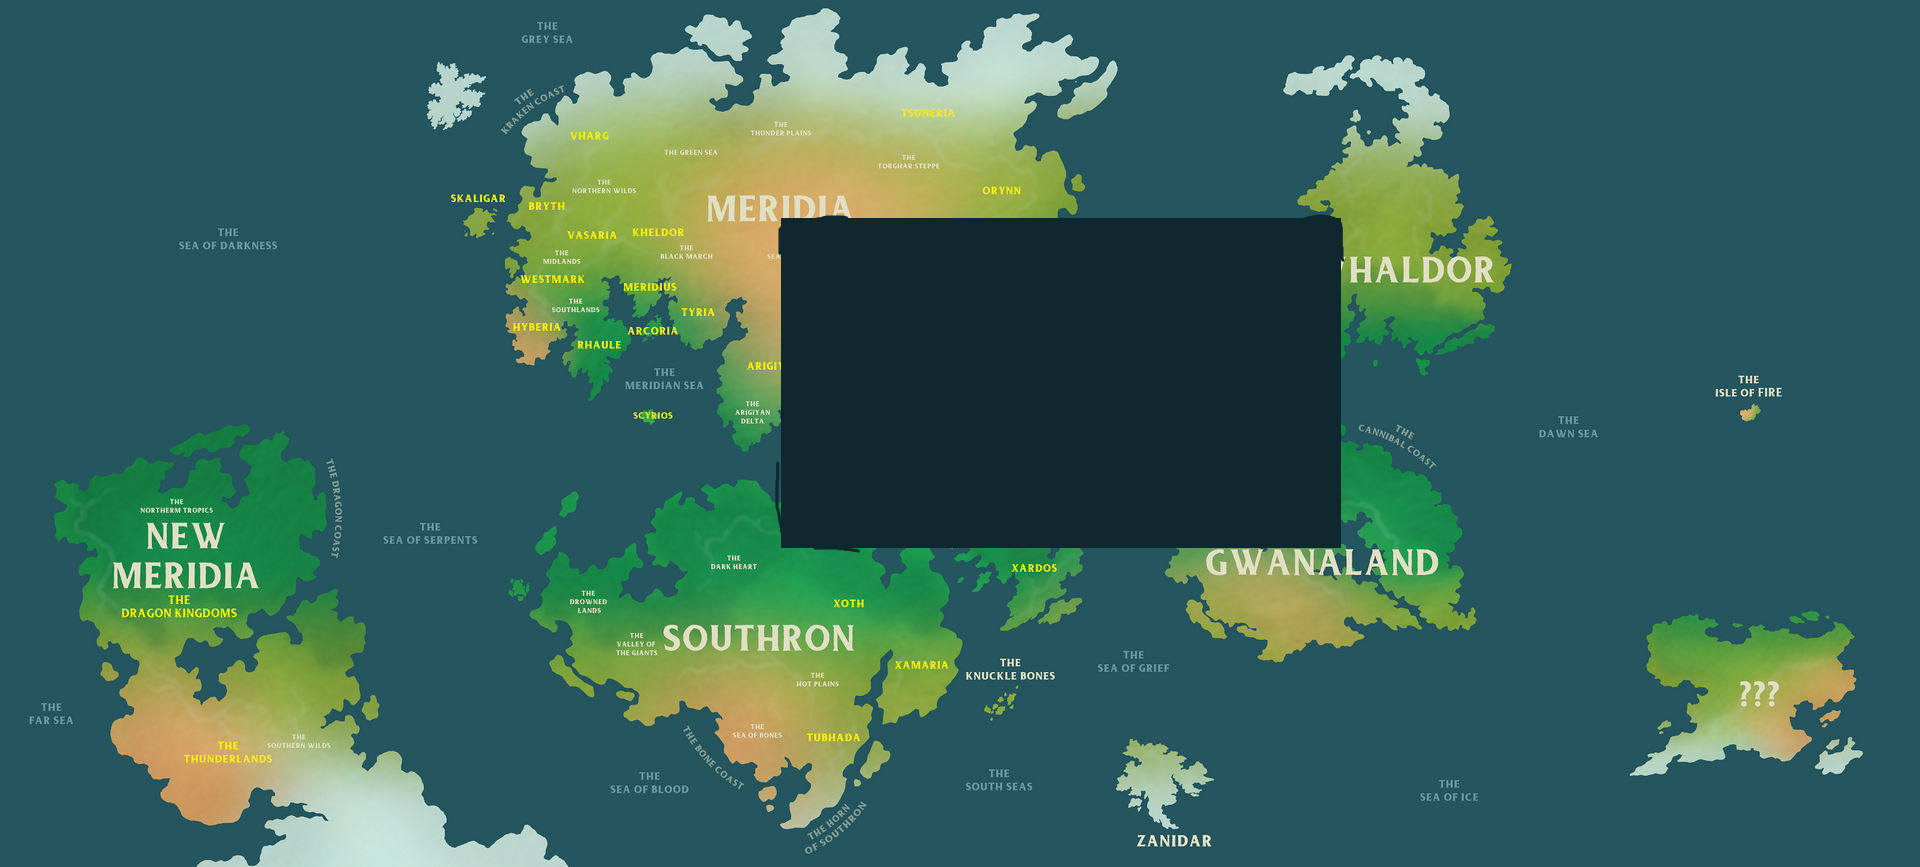 THE
GREY SEA
THE
KRAKEN COAST
VHARG
THE
THUNDER PLAINS
TSUNERIA
THE GREEN SEA
THE
TORGHAR STEPPE
THE
NORTHERN WILDS
ORYNN
SKALIGAR
BRYTH
MERIDIA
THE
SEA OF DARKNESS
VASARIA
KHELDOR
THE
MIDLANDS
THE
BLACK MARCH
SEA
WESTMARK
MERIDIUS
HALDOR
THE
SOUTHLANDS
TYRIA
HYBERIA
ARCORIA
RHAULE
THE
MERIDIAN SEA
ARIGI
SCYRIOS
THE
ARIGIYAN
DELTA
THE
ISLE OF FIRE
THE
DAWN SEA
THE
CANNIBAL COAST
THE DRAGON COAST
THE
NORTHERM TROPICS
NEW
MERIDIA
THE
DRAGON KINGDOMS
THE
SEA OF SERPENTS
THE
DARK HEART
XARDOS
GWANALAND
THE
DROWNED
LANDS
XOTH
THE
VALLEY OF
THE GIANTS
SOUTHRON
XAMARIA
THE
KNUCKLE BONES
THE
SEA OF GRIEF
THE
HOT PLAINS
???
THE
FAR SEA
THE
SEA OF BONES
TUBHADA
THE
THUNDERLANDS
THE
SOUTHERN WILDS
THE BONE COAST
THE
SEA OF BLOOD
THE
SOUTH SEAS
THE HORN
OF SOUTHRON
ZANIDAR
THE
SEA OF ICE